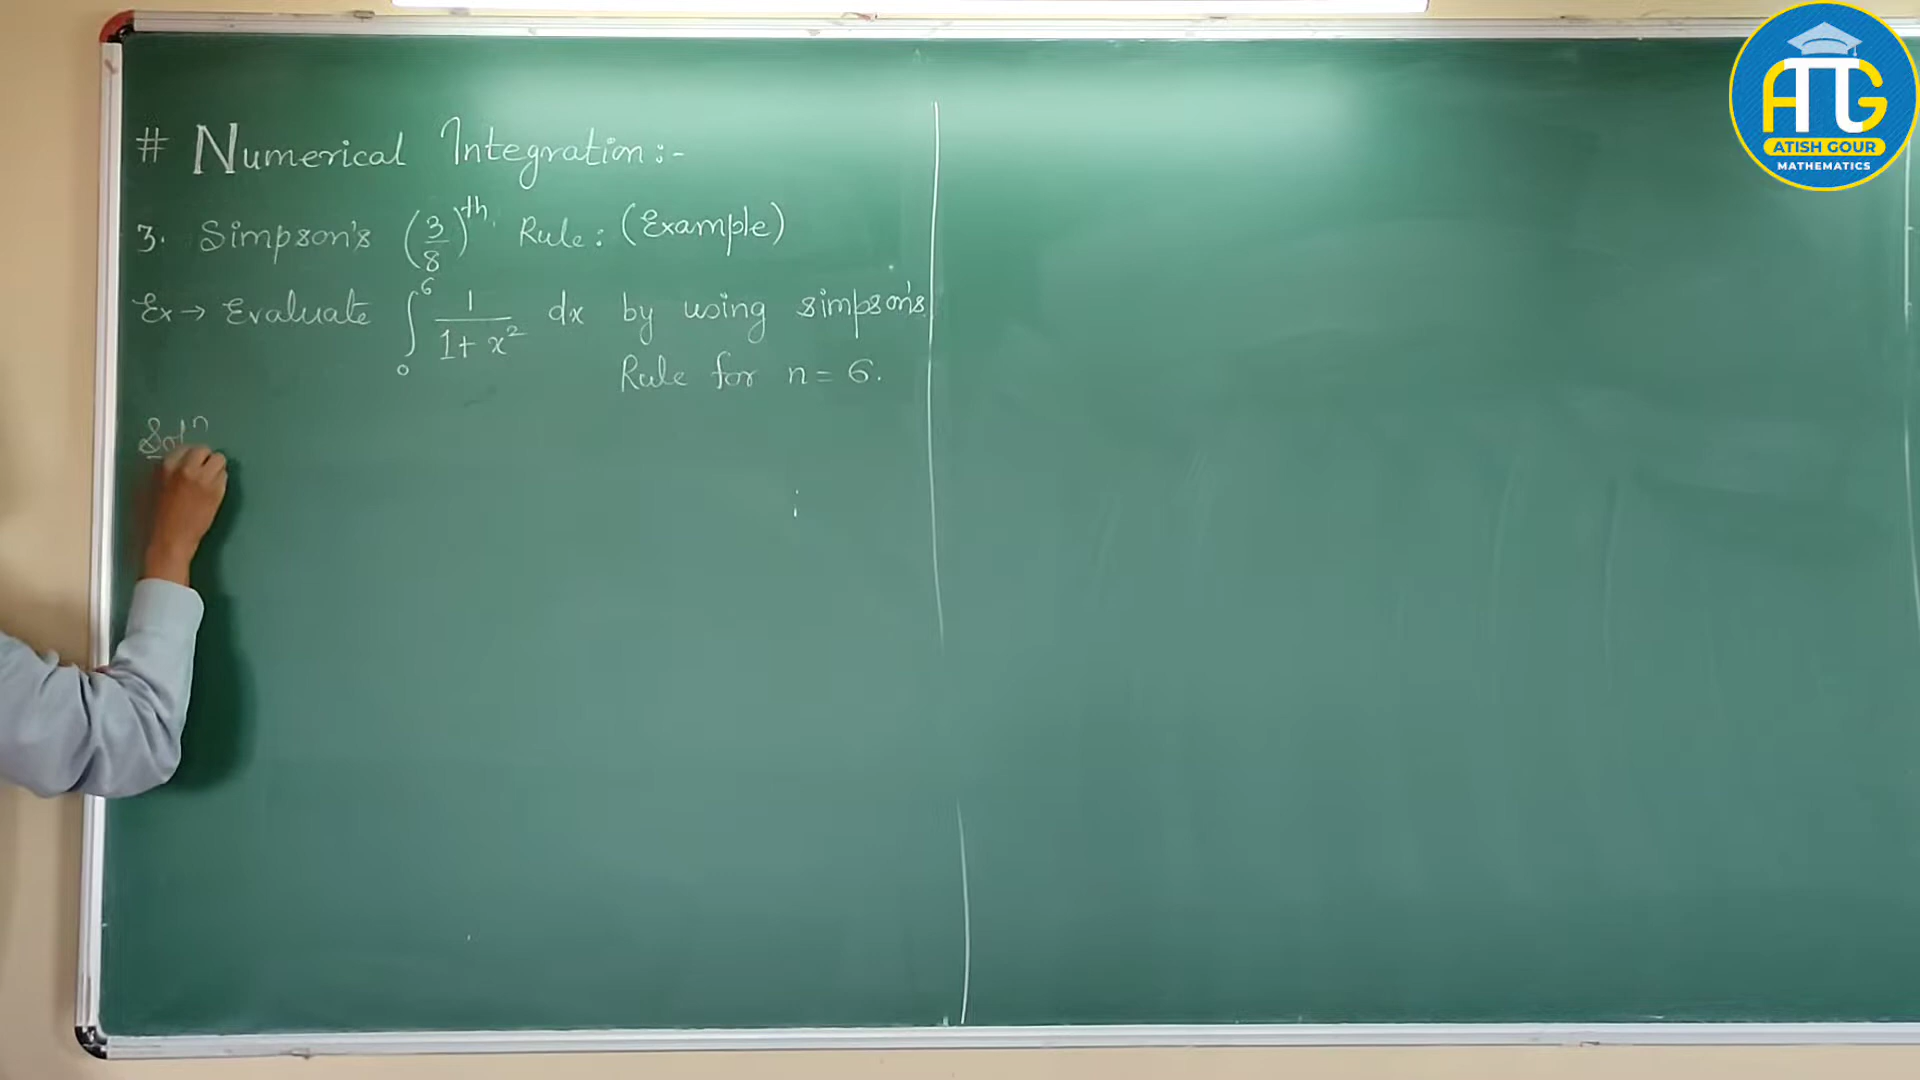 # Numerical Integration :-
3. Simpson's (3/8)^th Rule : (Example)
Ex → Evaluate ∫₀⁶ 1/(1+x²) dx by using simpson's
Rule for n = 6.
Solⁿ
ATG
ATISH GOUR
MATHEMATICS